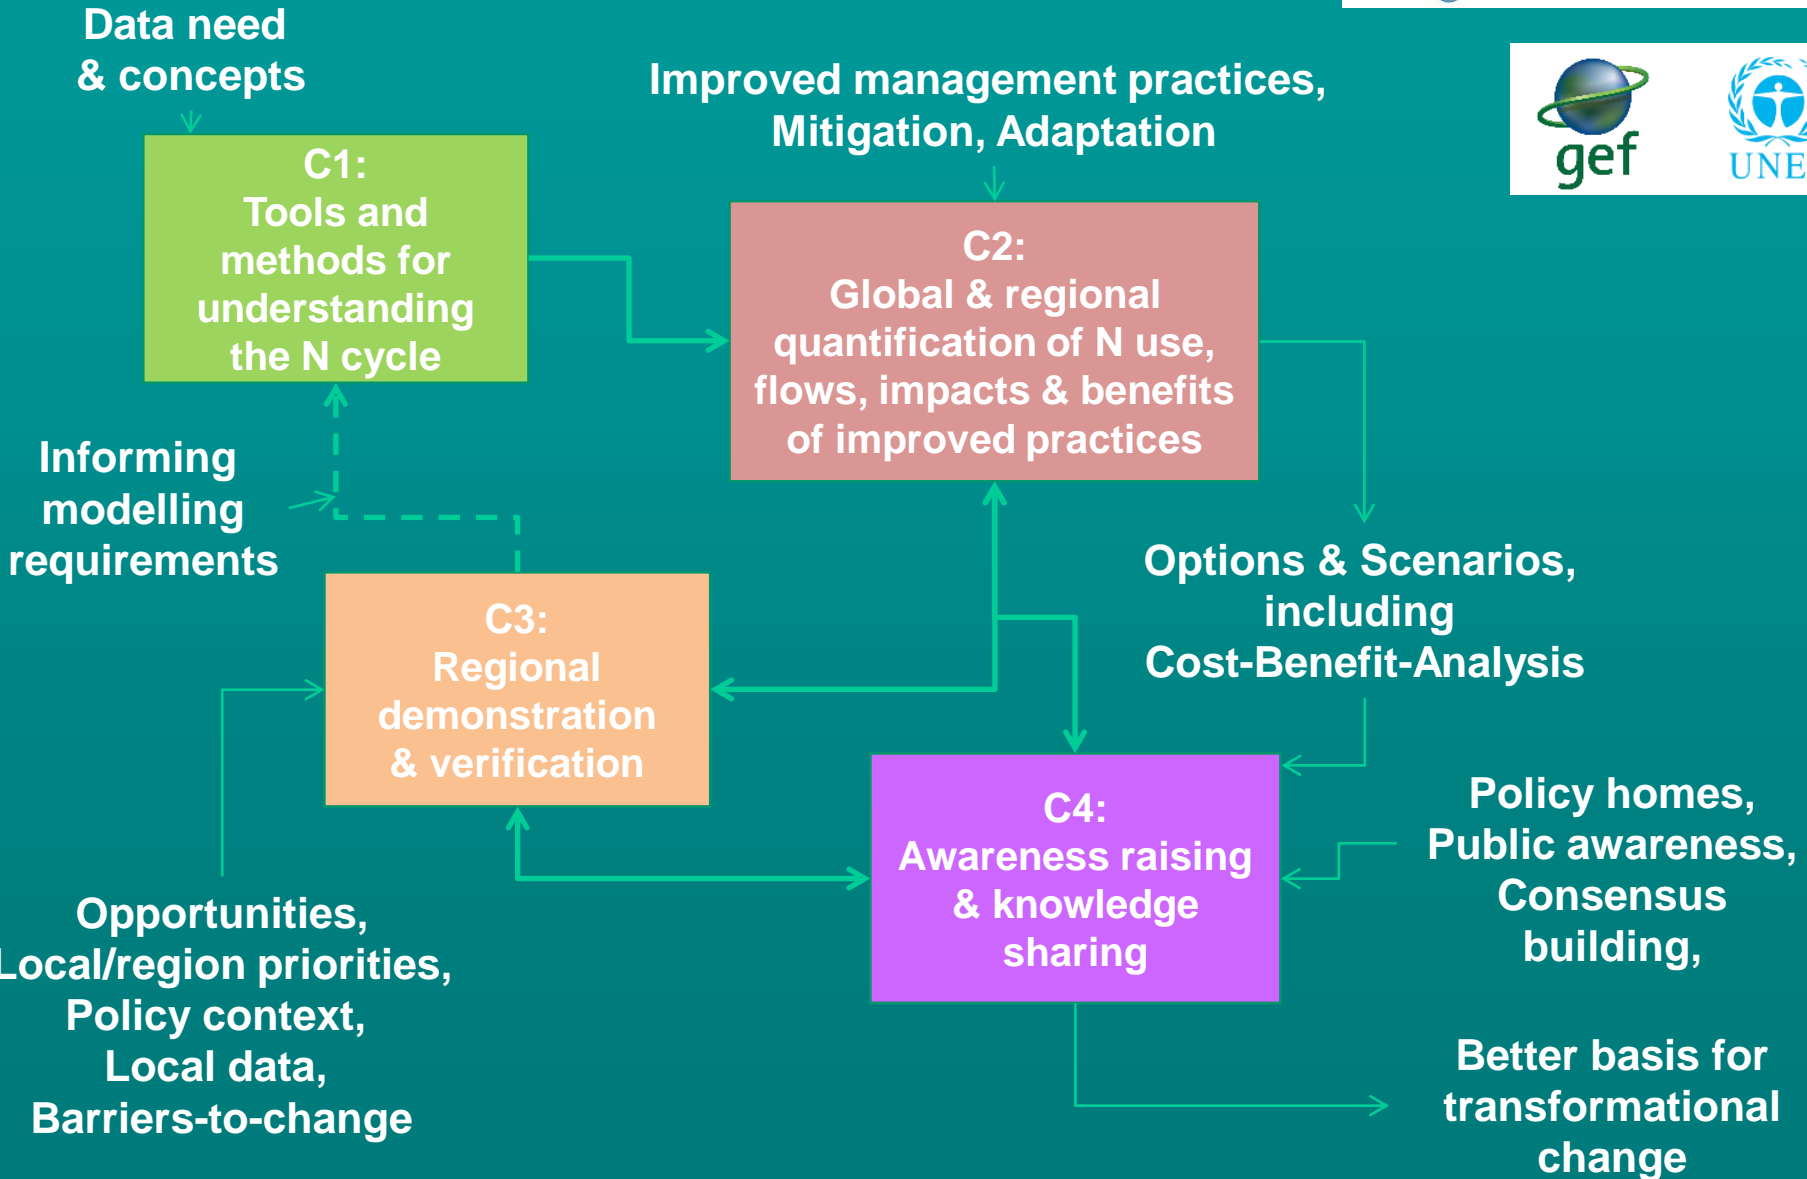 Data need
& concepts
Improved management practices,
Mitigation, Adaptation
gef
UNE
C1:
Tools and
methods for
understanding
the N cycle
C2:
Global & regional
quantification of N use,
flows, impacts & benefits
of improved practices
Informing
modelling
requirements
Options & Scenarios,
including
Cost-Benefit-Analysis
C3:
Regional
demonstration
& verification
C4:
Awareness raising
& knowledge
sharing
Policy homes,
Public awareness,
Consensus
building,
Opportunities,
Local/region priorities,
Policy context,
Local data,
Barriers-to-change
Better basis for
transformational
change